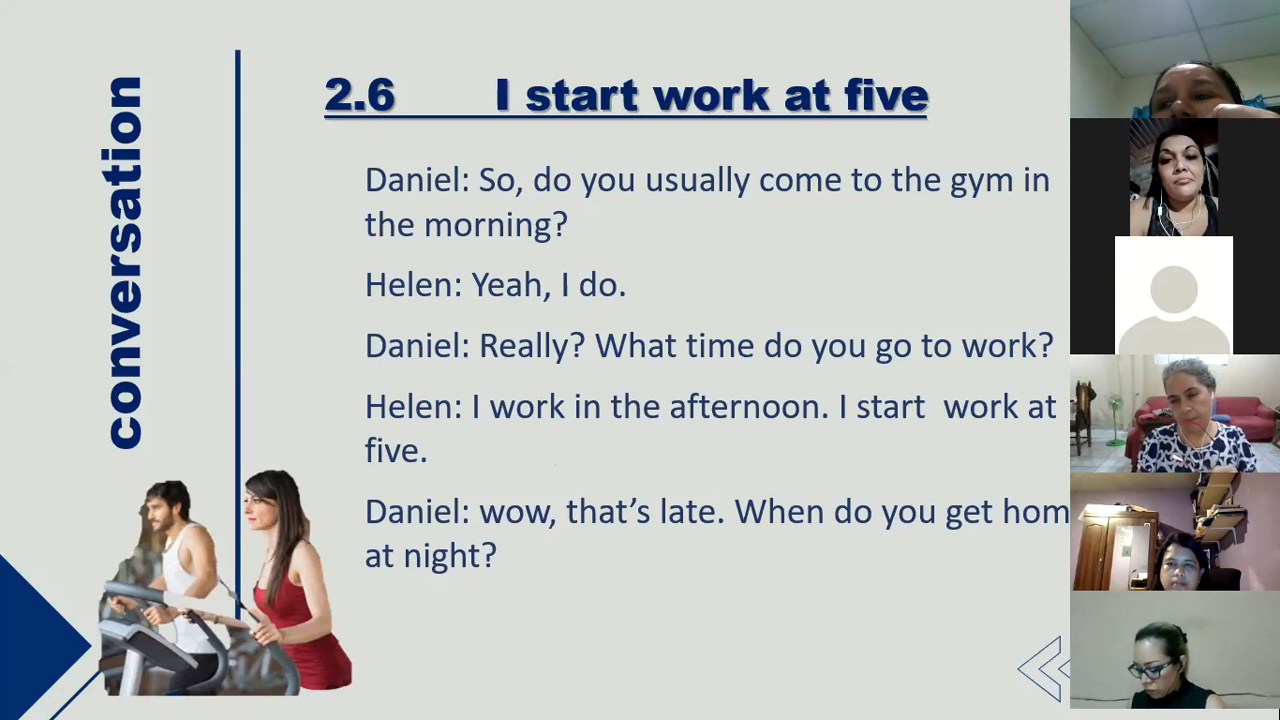 conversation
2.6 I start work at five
Daniel: So, do you usually come to the gym in
the morning?
Helen: Yeah, I do.
Daniel: Really? What time do you go to work?
Helen: I work in the afternoon. I start work at
five.
Daniel: wow, that’s late. When do you get hom
at night?